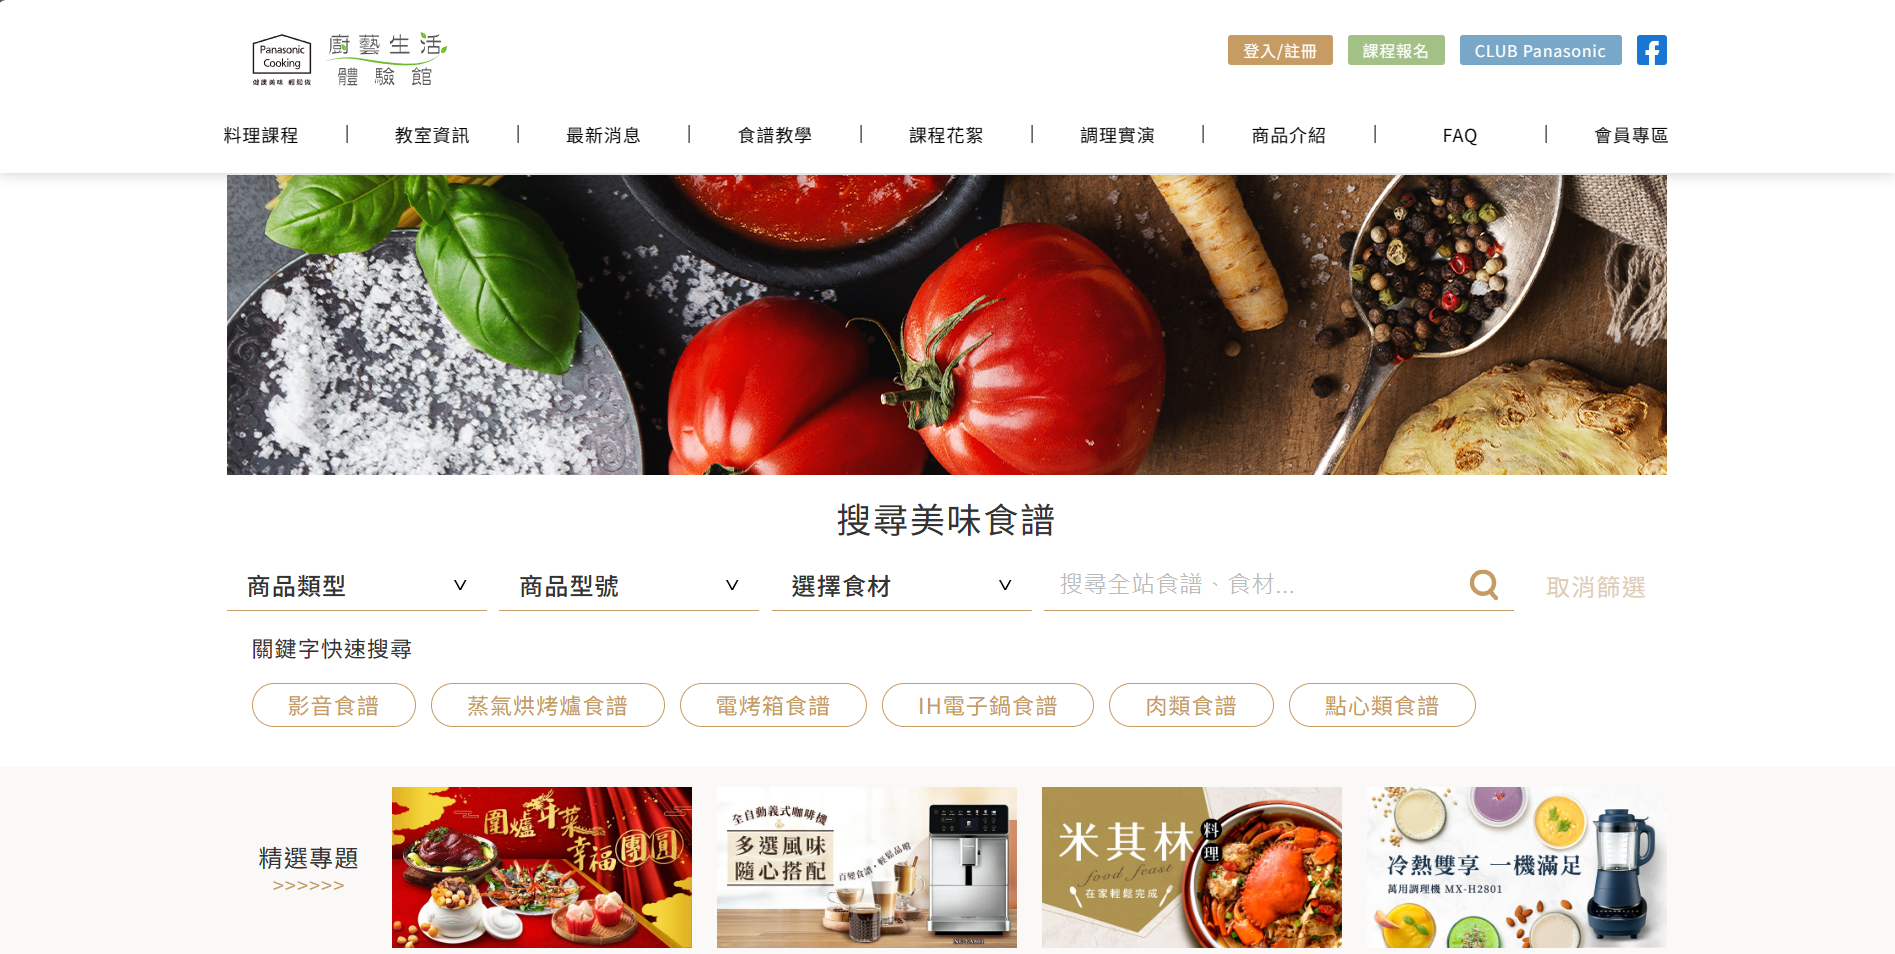 Panasonic
Cooking
健康美味 輕鬆做
廚藝生活
體驗館
登入/註冊
課程報名
CLUB Panasonic
料理課程
教室資訊
最新消息
食譜教學
課程花絮
調理實演
商品介紹
FAQ
會員專區
搜尋美味食譜
商品類型
商品型號
選擇食材
搜尋全站食譜、食材...
取消篩選
關鍵字快速搜尋
影音食譜
蒸氣烘烤爐食譜
電烤箱食譜
IH電子鍋食譜
肉類食譜
點心類食譜
精選專題
>>>>>>
圍爐年菜
幸福團圓
全自動義式咖啡機
多選風味
隨心搭配
百變食譜，輕鬆品嚐
米其林料理
food feast
在家輕鬆完成
冷熱雙享 一機滿足
萬用調理機 MX-H2801